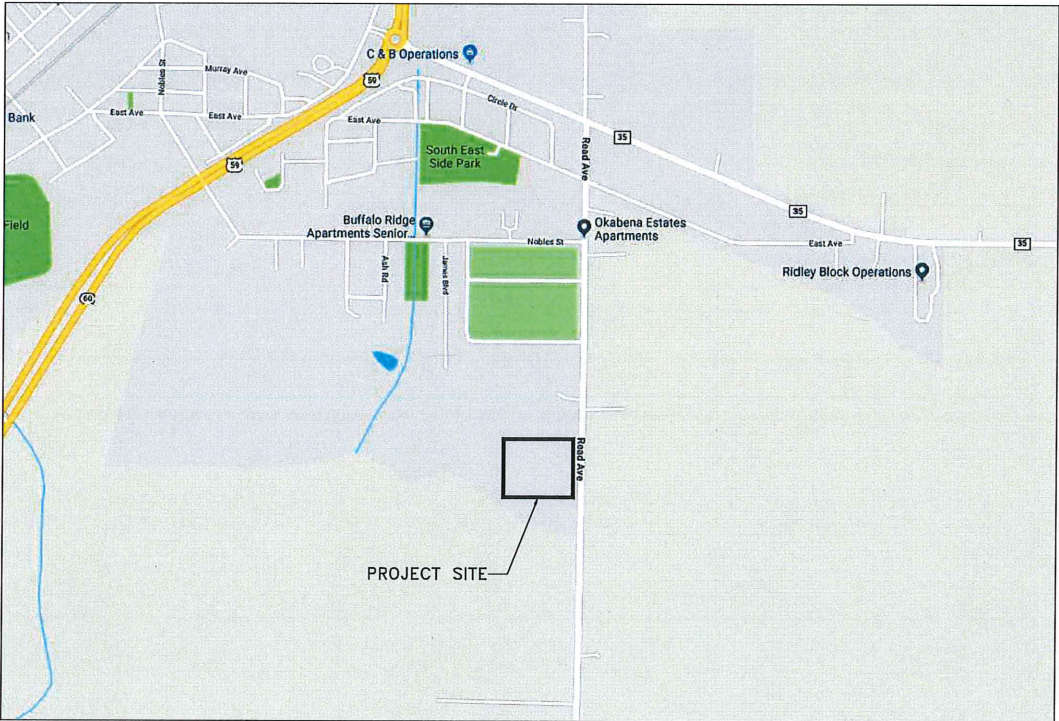 C & B Operations
59
Murray Ave
Nobles St
Circle Dr
Bank
East Ave
East Ave
East Ave
35
Read Ave
South East
Side Park
59
35
Field
Buffalo Ridge
Apartments Senior...
Okabena Estates
Apartments
Nobles St
East Ave
35
Ash Rd
James Blvd
Ridley Block Operations
60
Read Ave
PROJECT SITE